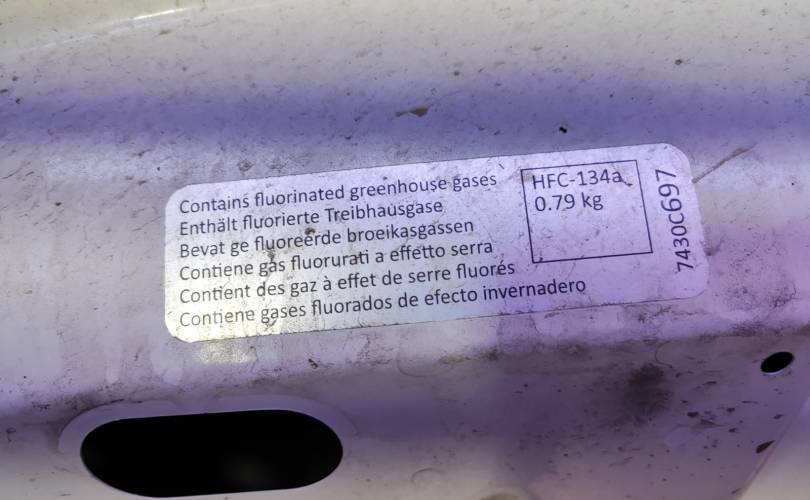 Contains fluorinated greenhouse gases
Enthält fluorierte Treibhausgase
Bevat ge fluoreerde broeikasgassen
Contiene gas fluorurati a effetto serra
Contient des gaz à effet de serre fluorés
Contiene gases fluorados de efecto invernadero
HFC-134a
0.79 kg
7430C697